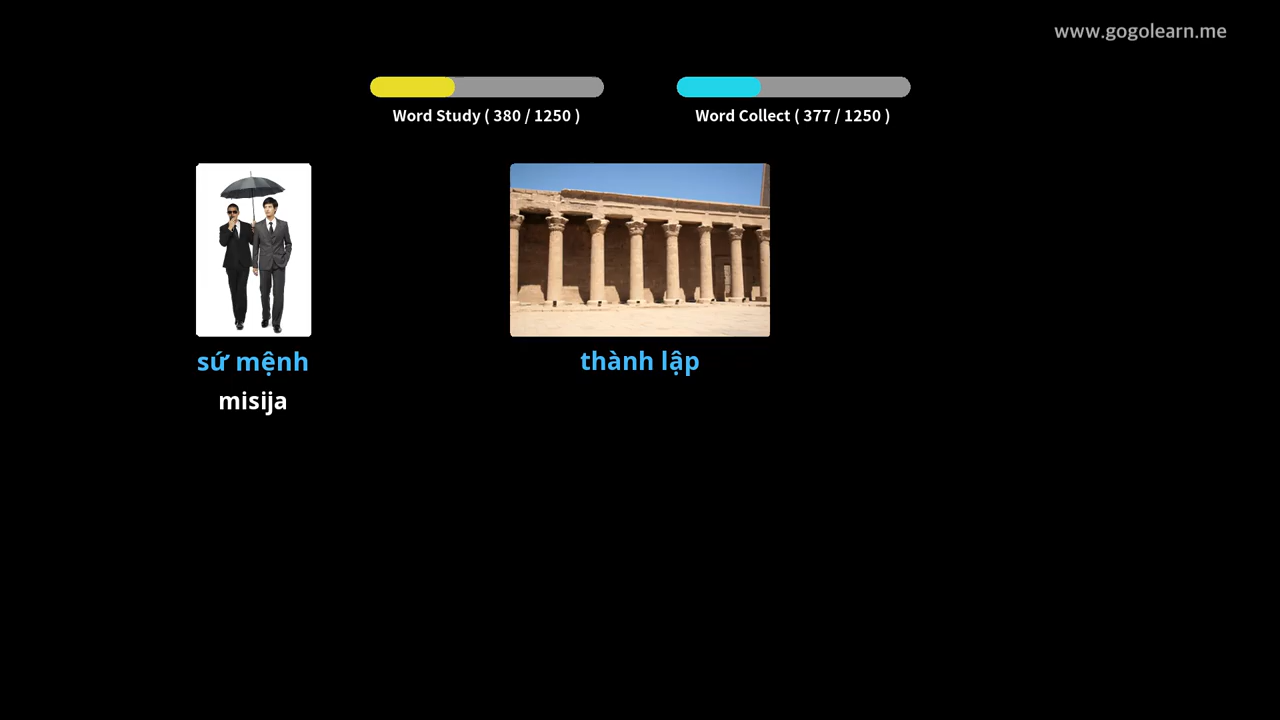 www.gogolearn.me
Word Study ( 380 / 1250 )
Word Collect ( 377 / 1250 )
sứ mệnh
misija
thành lập